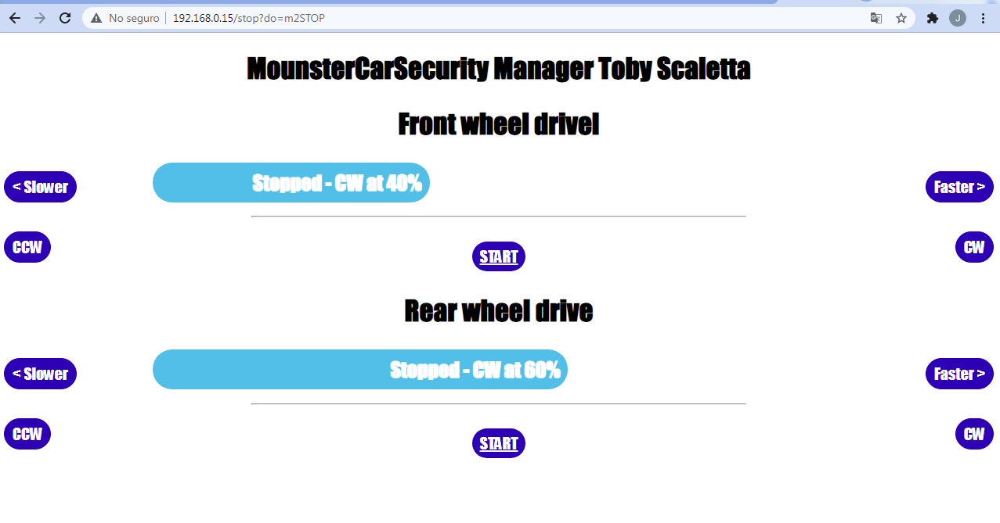 No seguro | 192.168.0.15/stop?do=m2STOP
J
MounsterCarSecurity Manager Toby Scaletta
Front wheel drivel
< Slower
Stopped - CW at 40%
Faster >
CCW
START
CW
Rear wheel drive
< Slower
Stopped - CW at 60%
Faster >
CCW
START
CW